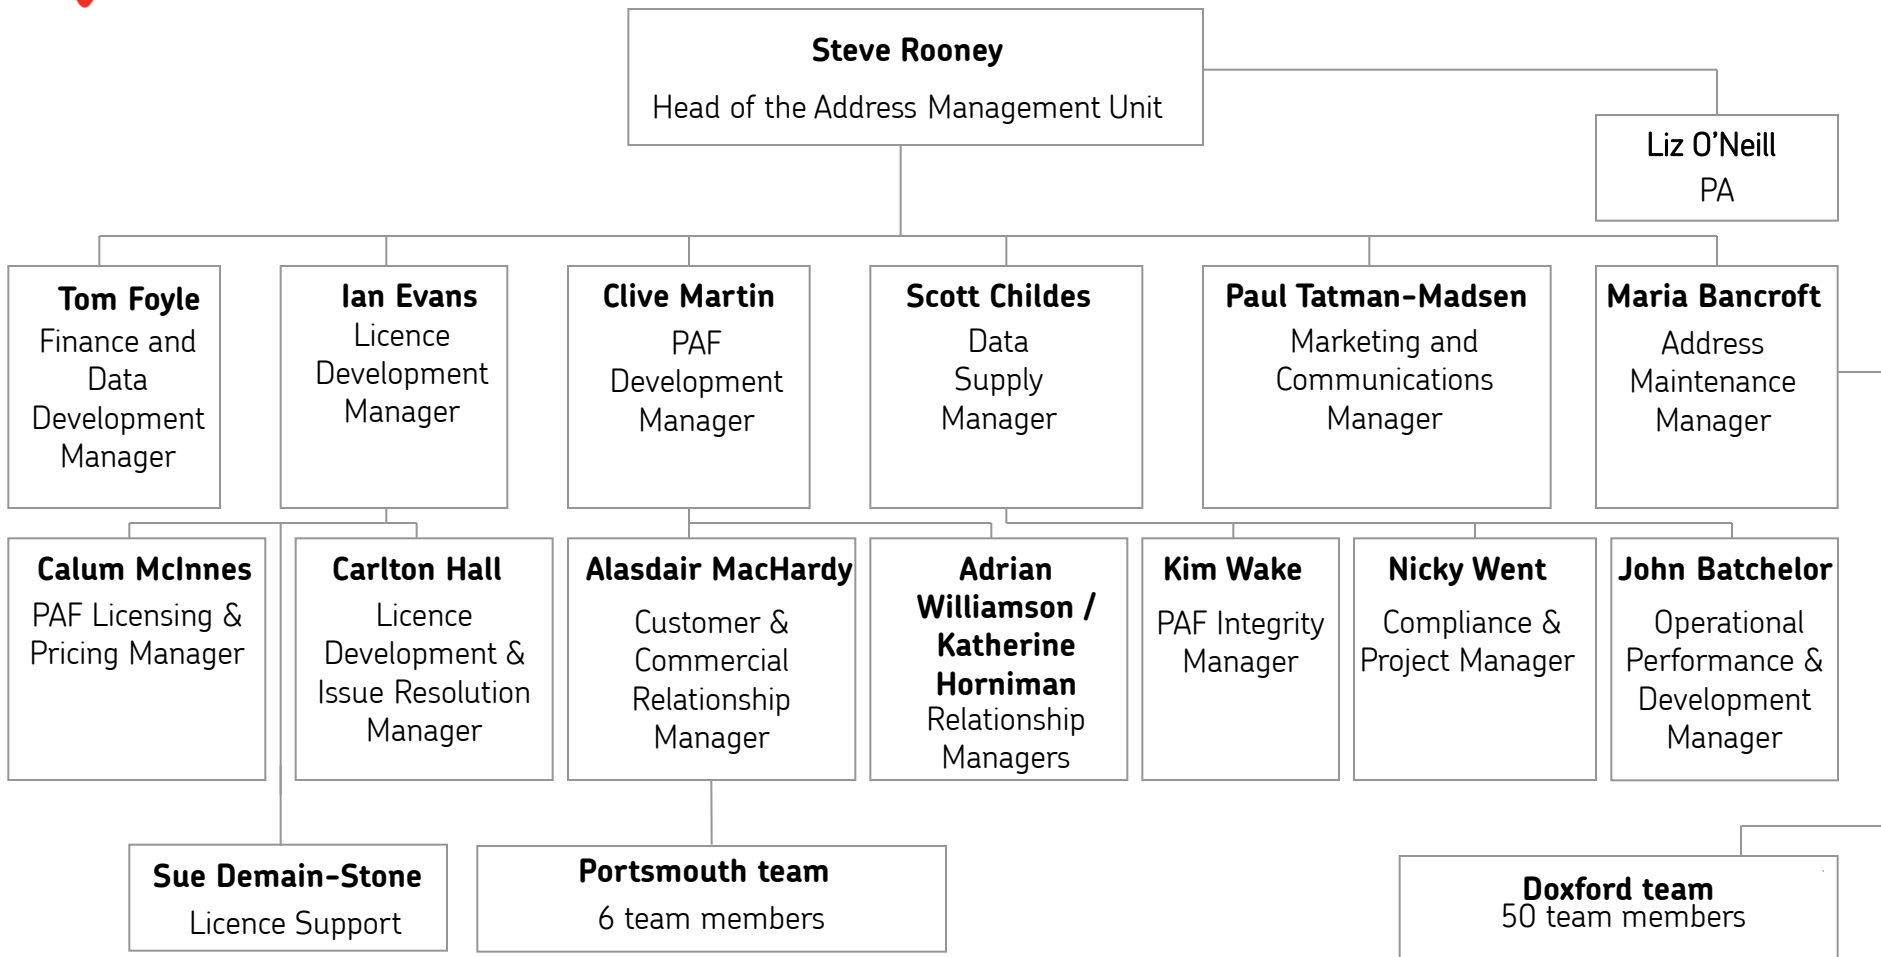 Steve Rooney
Head of the Address Management Unit
Liz O’Neill
PA
Tom Foyle
Finance and
Data
Development
Manager
Ian Evans
Licence
Development
Manager
Clive Martin
PAF
Development
Manager
Scott Childes
Data
Supply
Manager
Paul Tatman-Madsen
Marketing and
Communications
Manager
Maria Bancroft
Address
Maintenance
Manager
Calum McInnes
PAF Licensing &
Pricing Manager
Carlton Hall
Licence
Development &
Issue Resolution
Manager
Alasdair MacHardy
Customer &
Commercial
Relationship
Manager
Adrian
Williamson /
Katherine
Horniman
Relationship
Managers
Kim Wake
PAF Integrity
Manager
Nicky Went
Compliance &
Project Manager
John Batchelor
Operational
Performance &
Development
Manager
Sue Demain-Stone
Licence Support
Portsmouth team
6 team members
Doxford team
50 team members